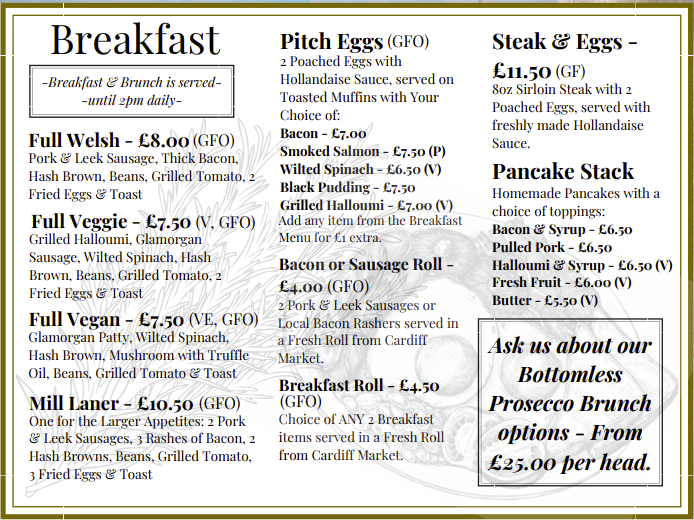 Breakfast
-Breakfast & Brunch is served-
-until 2pm daily-
Full Welsh - £8.00 (GFO)
Pork & Leek Sausage, Thick Bacon,
Hash Brown, Beans, Grilled Tomato, 2
Fried Eggs & Toast
Full Veggie - £7.50 (V, GFO)
Grilled Halloumi, Glamorgan
Sausage, Wilted Spinach, Hash
Brown, Beans, Grilled Tomato, 2
Fried Eggs & Toast
Full Vegan - £7.50 (VE, GFO)
Glamorgan Patty, Wilted Spinach,
Hash Brown, Mushroom with Truffle
Oil, Beans, Grilled Tomato & Toast
Mill Laner - £10.50 (GFO)
One for the Larger Appetites: 2 Pork
& Leek Sausages, 3 Rashes of Bacon, 2
Hash Browns, Beans, Grilled Tomato,
3 Fried Eggs & Toast
Pitch Eggs (GFO)
2 Poached Eggs with
Hollandaise Sauce, served on
Toasted Muffins with Your
Choice of:
Bacon - £7.00
Smoked Salmon - £7.50 (P)
Wilted Spinach - £6.50 (V)
Black Pudding - £7.50
Grilled Halloumi - £7.00 (V)
Add any item from the Breakfast
Menu for £1 extra.
Bacon or Sausage Roll -
£4.00 (GFO)
2 Pork & Leek Sausages or
Local Bacon Rashers served in
a Fresh Roll from Cardiff
Market.
Breakfast Roll - £4.50
(GFO)
Choice of ANY 2 Breakfast
items served in a Fresh Roll
from Cardiff Market.
Steak & Eggs -
£11.50 (GF)
8oz Sirloin Steak with 2
Poached Eggs, served with
freshly made Hollandaise
Sauce.
Pancake Stack
Homemade Pancakes with a
choice of toppings:
Bacon & Syrup - £6.50
Pulled Pork - £6.50
Halloumi & Syrup - £6.50 (V)
Fresh Fruit - £6.00 (V)
Butter - £5.50 (V)
Ask us about our
Bottomless
Prosecco Brunch
options - From
£25.00 per head.